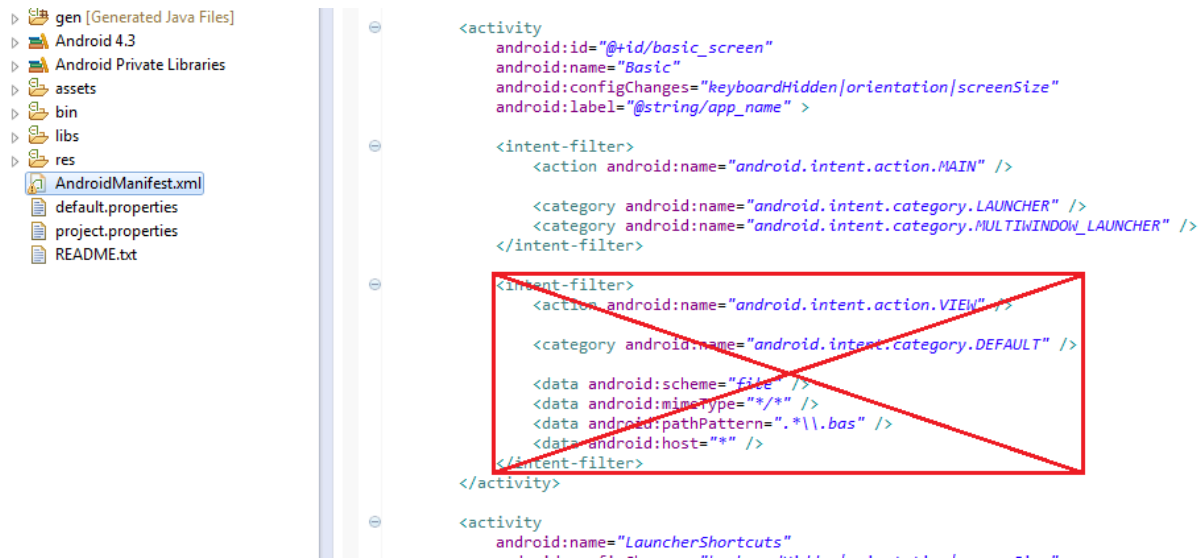 gen [Generated Java Files]
Android 4.3
Android Private Libraries
assets
bin
libs
res
AndroidManifest.xml
default.properties
project.properties
README.txt
<activity
android:id="@+id/basic_screen"
android:name="Basic"
android:configChanges="keyboardHidden|orientation|screenSize"
android:label="@string/app_name" >
<intent-filter>
<action android:name="android.intent.action.MAIN" />
<category android:name="android.intent.category.LAUNCHER" />
<category android:name="android.intent.category.MULTIWINDOW_LAUNCHER" />
</intent-filter>
<intent-filter>
<action android:name="android.intent.action.VIEW" />
<category android:name="android.intent.category.DEFAULT" />
<data android:scheme="file" />
<data android:mimeType="*/*" />
<data android:pathPattern=".*\\.bas" />
<data android:host="*" />
</intent-filter>
</activity>
<activity
android:name="LauncherShortcuts"
android:configChanges="keyboardHidden|orientation|screenSize"